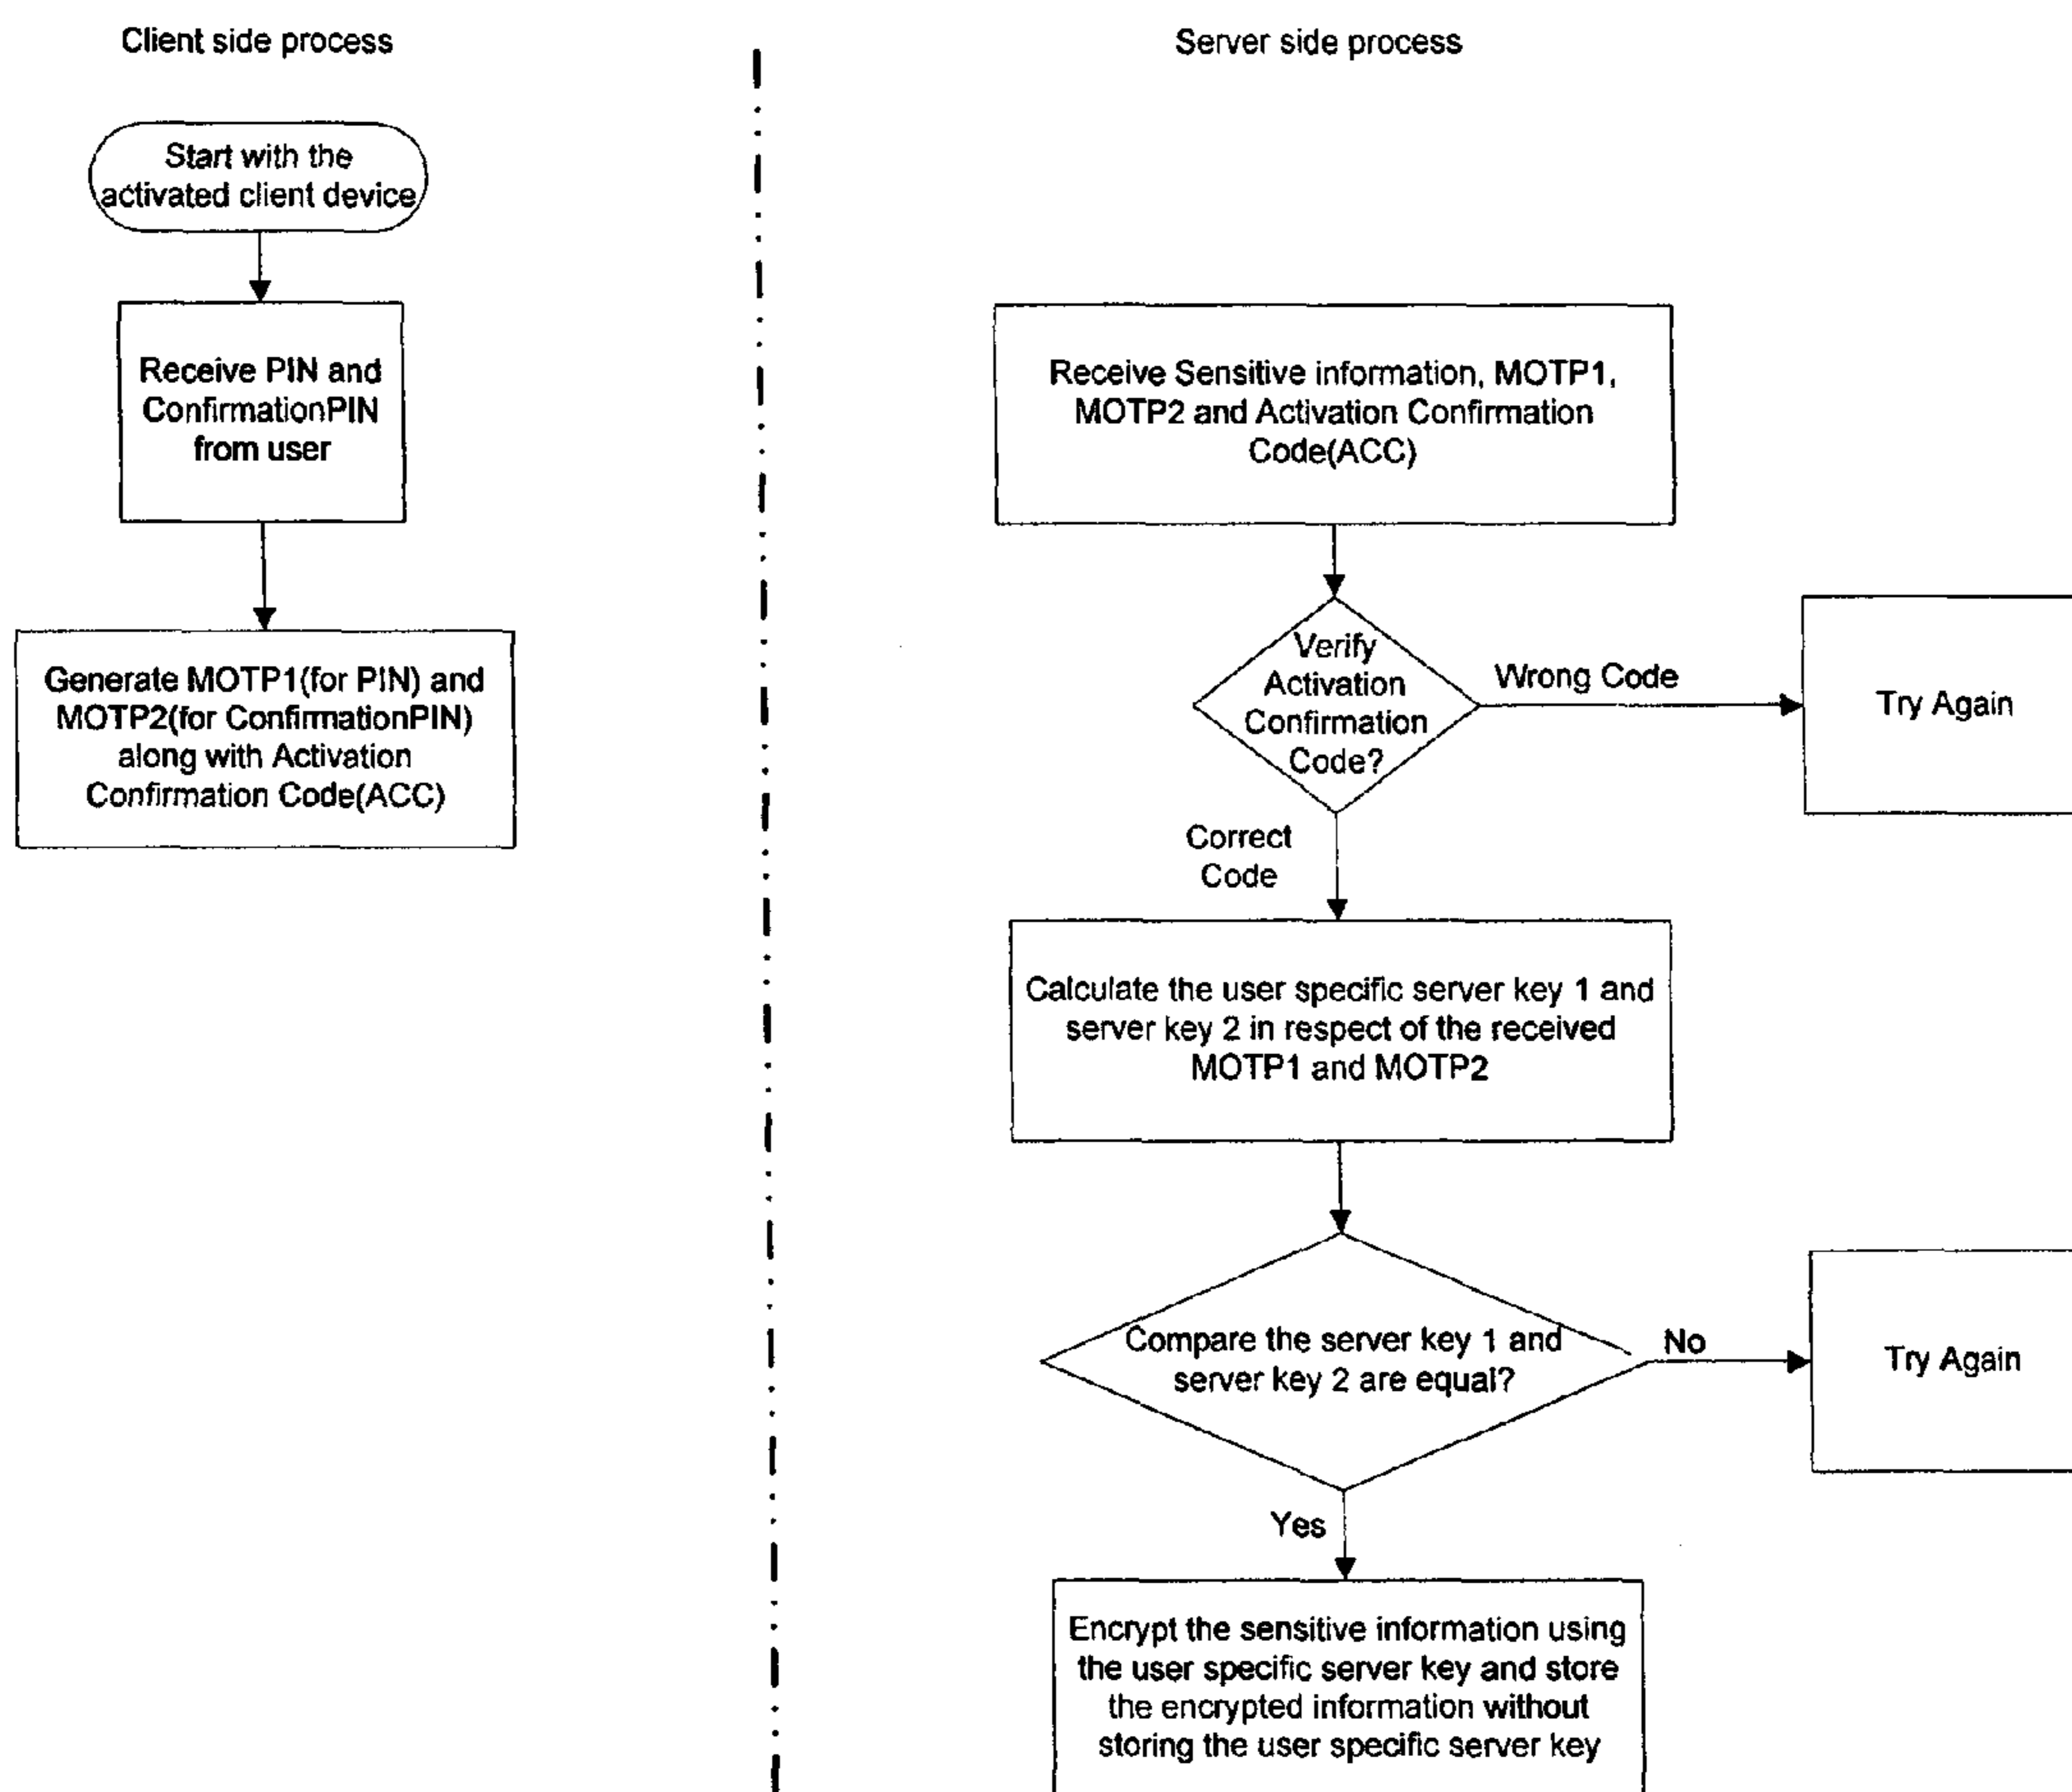 Client side process
Start with the
activated client device
Receive PIN and
ConfirmationPIN
from user
Generate MOTP1(for PIN) and
MOTP2(for ConfirmationPIN)
along with Activation
Confirmation Code(ACC)
Server side process
Receive Sensitive information, MOTP1,
MOTP2 and Activation Confirmation
Code(ACC)
Verify
Activation
Confirmation
Code?
Wrong Code
Try Again
Correct
Code
Calculate the user specific server key 1 and
server key 2 in respect of the received
MOTP1 and MOTP2
Compare the server key 1 and
server key 2 are equal?
No
Try Again
Yes
Encrypt the sensitive information using
the user specific server key and store
the encrypted information without
storing the user specific server key